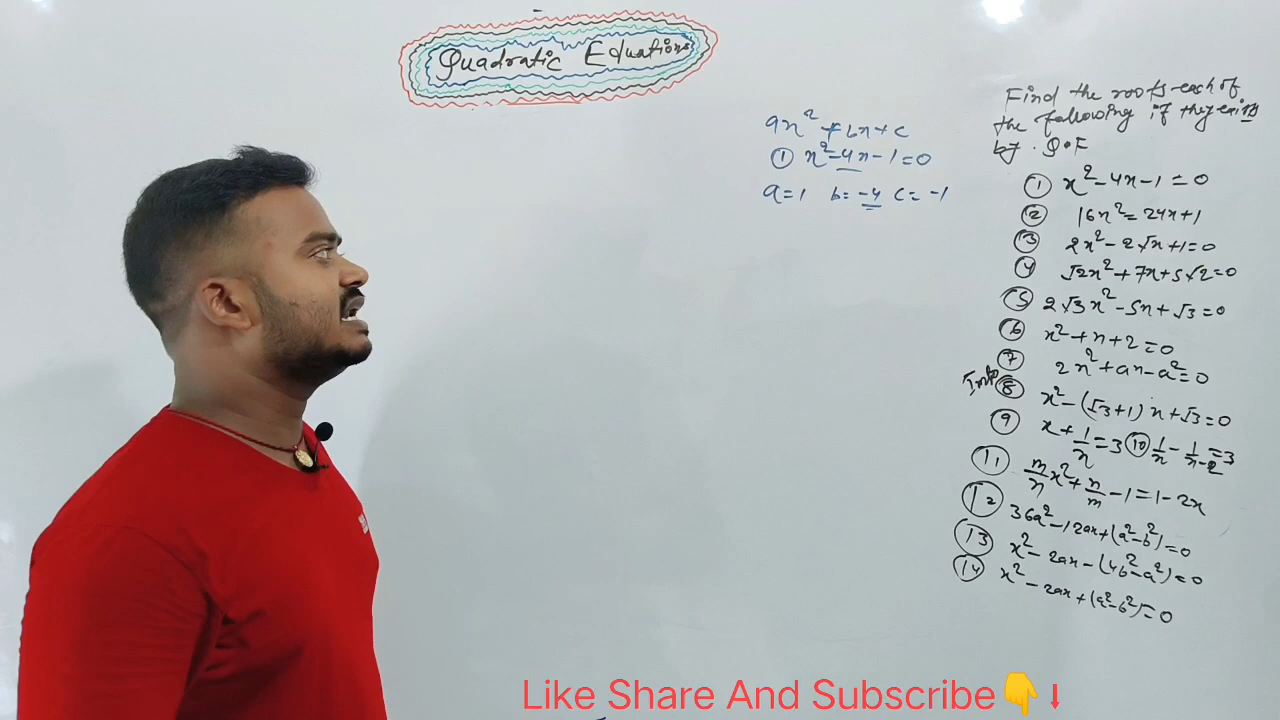 Quadratic Equations
ax² + bx + c
① x² - 4x - 1 = 0
a = 1 b = -4 c = -1
Find the roots each of
the following if they
by . Q.F
① x² - 4x - 1 = 0
② 16x² = 24x + 1
③ 2x² - 2√x + 1 = 0
④ √2x² + 7x + 5√2 = 0
⑤ 2√3x² - 5x + √3 = 0
⑥ x² + x + 2 = 0
⑦ 2x² + ax - a² = 0
Imp ⑧ x² - (√3 + 1)x + √3 = 0
⑨ x + 1/x = 3 ⑩ 1/x - 1/x-2 = 3
⑪ m/n x² + n/m - 1 = 1 - 2x
⑫ 36a² - 12ax + (a² - b²) = 0
⑬ x² - 2ax - (4b² - a²) = 0
⑭ x² - 2ax + (a² - b²) = 0
Like Share And Subscribe👇⬇